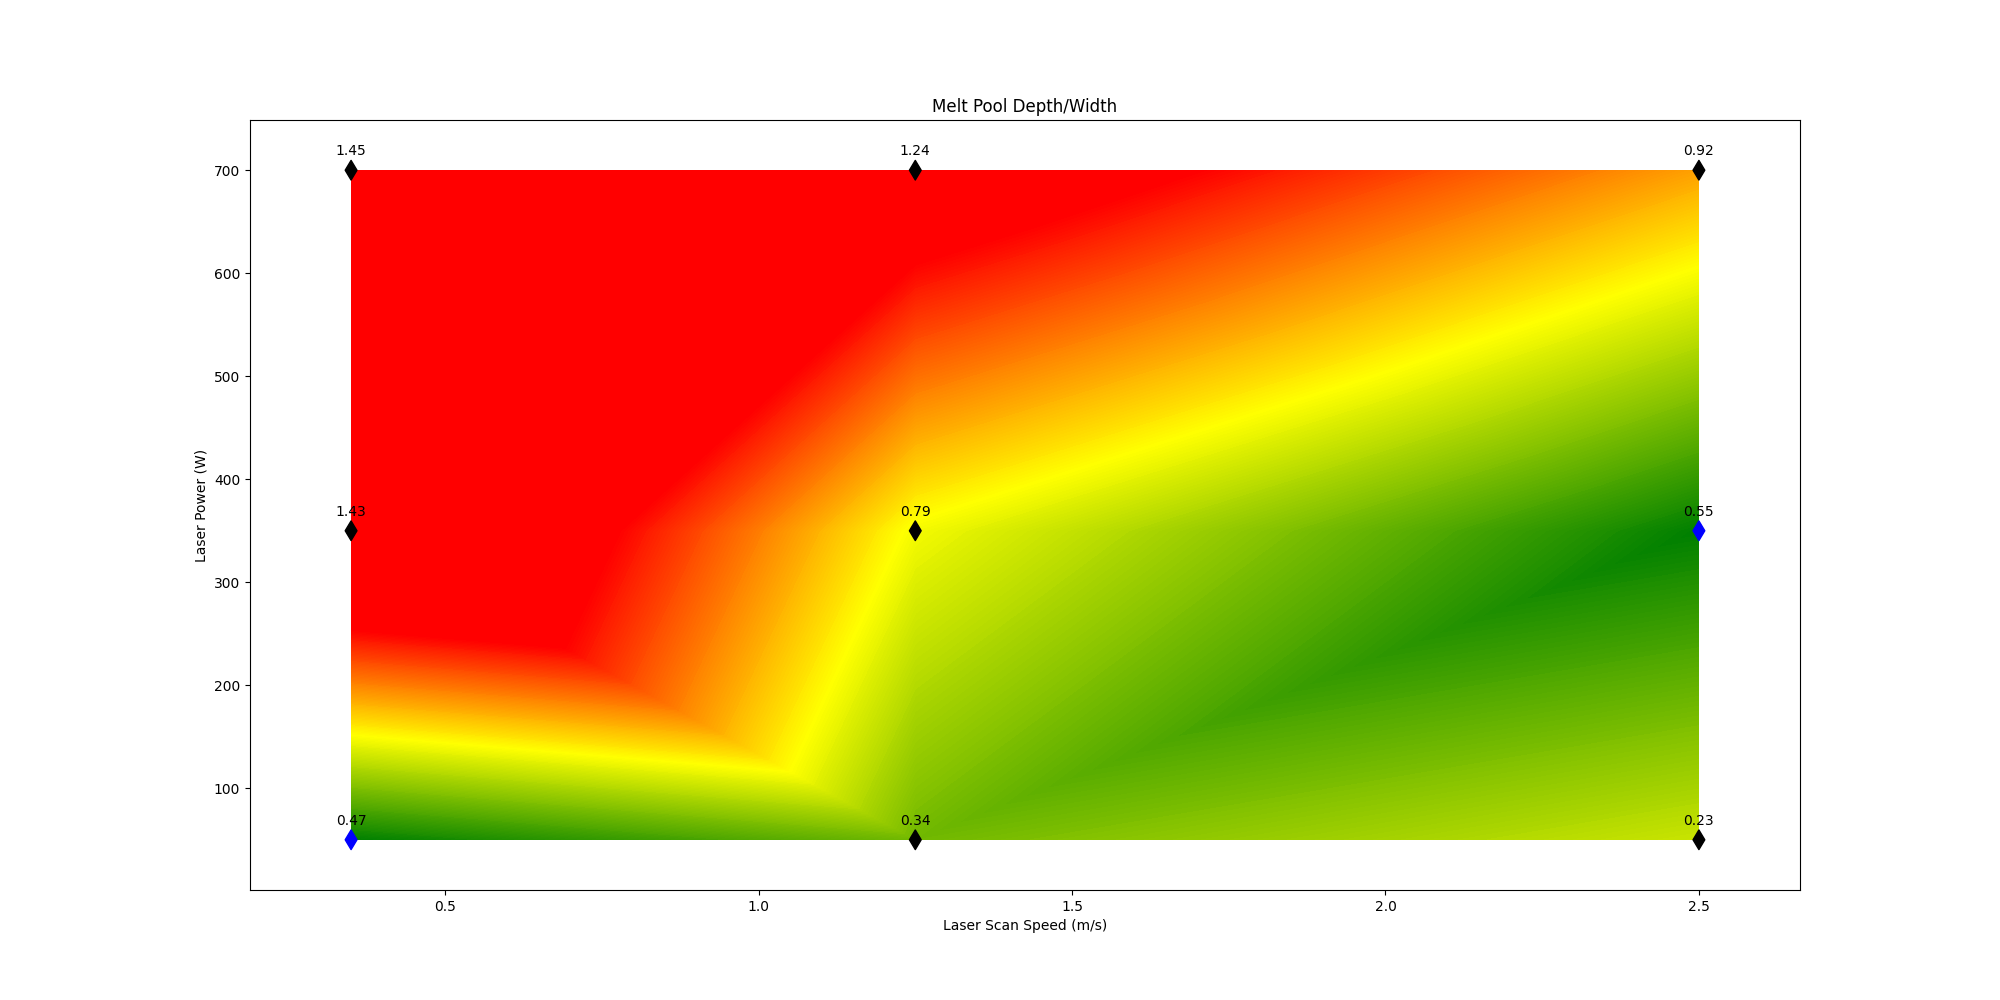 Melt Pool Depth/Width
1.45 1.24 0.92
700
600
500
400
1.43 0.79 0.55
300
200
100
0.47 0.34 0.23
Laser Power (W)
0.5 1.0 1.5 2.0 2.5
Laser Scan Speed (m/s)